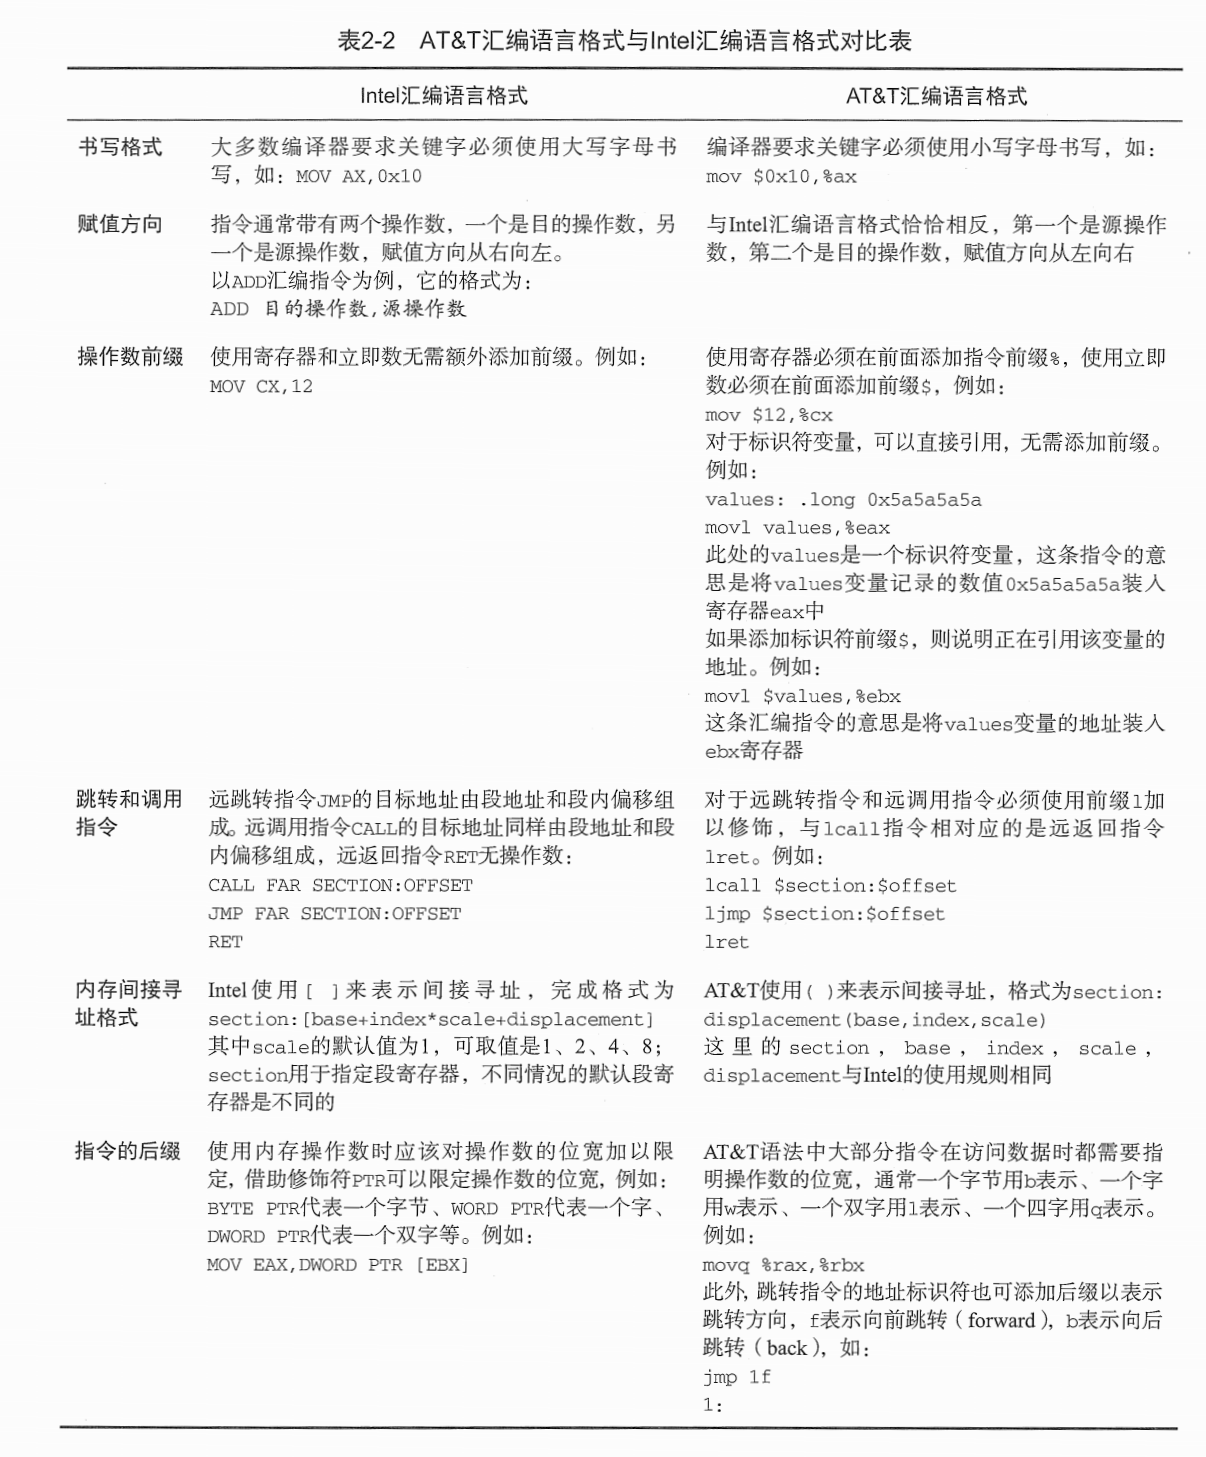 表2-2 AT&T汇编语言格式与Intel汇编语言格式对比表
Intel汇编语言格式
AT&T汇编语言格式
书写格式
大多数编译器要求关键字必须使用大写字母书
写，如：MOV AX,0x10
编译器要求关键字必须使用小写字母书写，如：
mov $0x10,%ax
赋值方向
指令通常带有两个操作数，一个是目的操作数，另
一个是源操作数，赋值方向从右向左。
以ADD汇编指令为例，它的格式为：
ADD 目的操作数,源操作数
与Intel汇编语言格式恰恰相反，第一个是源操作
数，第二个是目的操作数，赋值方向从左向右
操作数前缀
使用寄存器和立即数无需额外添加前缀。例如：
MOV CX,12
使用寄存器必须在前面添加指令前缀%，使用立即
数必须在前面添加前缀$，例如：
mov $12,%cx
对于标识符变量，可以直接引用，无需添加前缀。
例如：
values: .long 0x5a5a5a5a
movl values,%eax
此处的values是一个标识符变量，这条指令的意
思是将values变量记录的数值0x5a5a5a5a装入
寄存器eax中
如果添加标识符前缀$，则说明正在引用该变量的
地址。例如：
movl $values,%ebx
这条汇编指令的意思是将values变量的地址装入
ebx寄存器
跳转和调用
指令
远跳转指令JMP的目标地址由段地址和段内偏移组
成。远调用指令CALL的目标地址同样由段地址和段
内偏移组成，远返回指令RET无操作数：
CALL FAR SECTION:OFFSET
JMP FAR SECTION:OFFSET
RET
对于远跳转指令和远调用指令必须使用前缀l加
以修饰，与lcall指令相对应的是远返回指令
lret。例如：
lcall $section:$offset
ljmp $section:$offset
lret
内存间接寻
址格式
Intel使用[ ]来表示间接寻址，完成格式为
section:[base+index*scale+displacement]
其中scale的默认值为1，可取值是1、2、4、8；
section用于指定段寄存器，不同情况的默认段寄
存器是不同的
AT&T使用( )来表示间接寻址，格式为section:
displacement(base,index,scale)
这里的section，base，index，scale，
displacement与Intel的使用规则相同
指令的后缀
使用内存操作数时应该对操作数的位宽加以限
定，借助修饰符PTR可以限定操作数的位宽，例如：
BYTE PTR代表一个字节、WORD PTR代表一个字、
DWORD PTR代表一个双字等。例如：
MOV EAX,DWORD PTR [EBX]
AT&T语法中大部分指令在访问数据时都需要指
明操作数的位宽，通常一个字节用b表示、一个字
用w表示、一个双字用l表示、一个四字用q表示。
例如：
movq %rax,%rbx
此外，跳转指令的地址标识符也可添加后缀以表示
跳转方向，f表示向前跳转（forward），b表示向后
跳转（back），如：
jmp 1f
1: